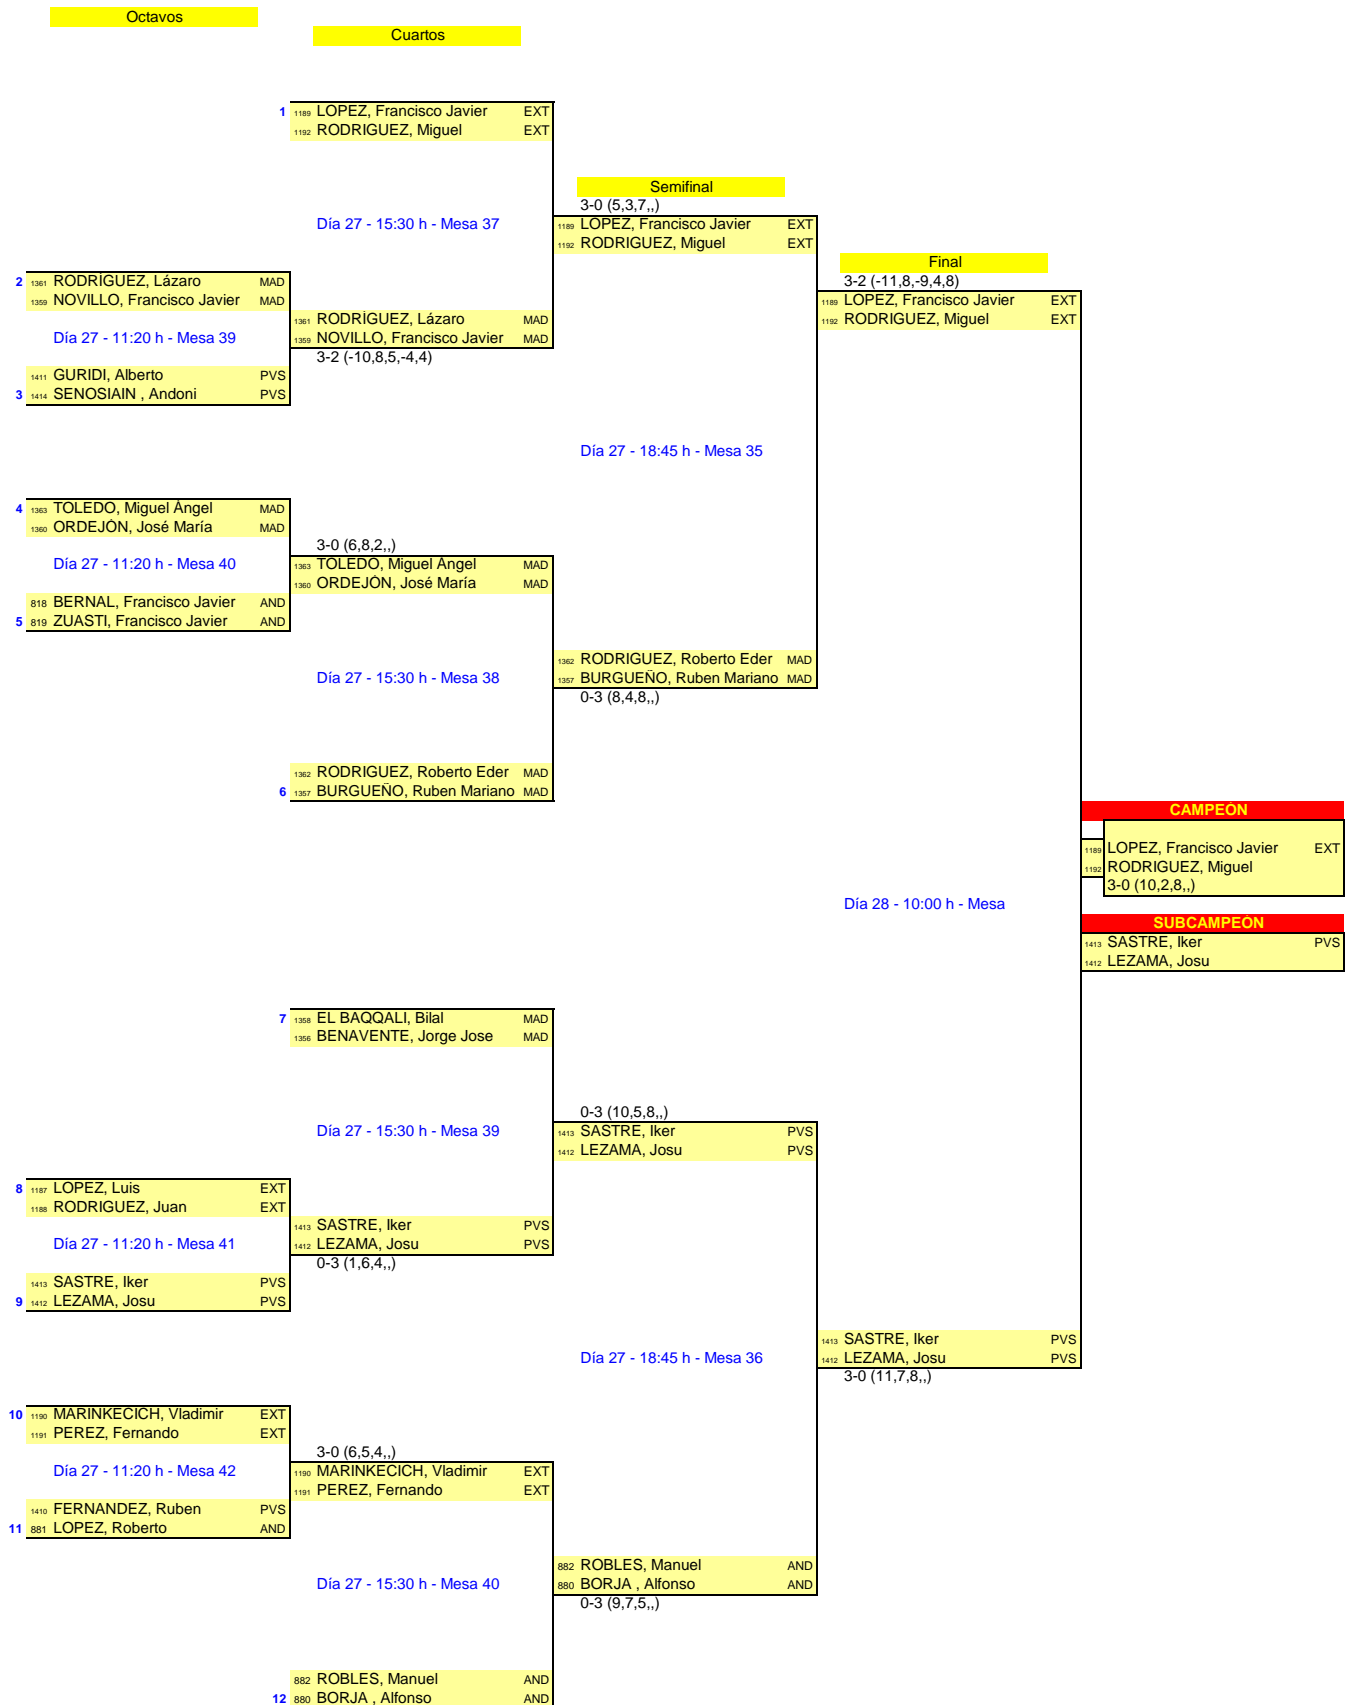 Octavos
Cuartos
1 1189 LOPEZ, Francisco Javier EXT
1192 RODRIGUEZ, Miguel EXT
Semifinal
3-0 (5,3,7,,)
Día 27 - 15:30 h - Mesa 37
1189 LOPEZ, Francisco Javier EXT
1192 RODRIGUEZ, Miguel EXT
Final
3-2 (-11,8,-9,4,8)
2 1361 RODRÍGUEZ, Lázaro MAD
1359 NOVILLO, Francisco Javier MAD
1189 LOPEZ, Francisco Javier EXT
1192 RODRIGUEZ, Miguel EXT
1361 RODRÍGUEZ, Lázaro MAD
1359 NOVILLO, Francisco Javier MAD
Día 27 - 11:20 h - Mesa 39
3-2 (-10,8,5,-4,4)
1411 GURIDI, Alberto PVS
3 1414 SENOSIAIN , Andoni PVS
Día 27 - 18:45 h - Mesa 35
4 1363 TOLEDO, Miguel Ángel MAD
1360 ORDEJÓN, José María MAD
3-0 (6,8,2,,)
Día 27 - 11:20 h - Mesa 40
1363 TOLEDO, Miguel Ángel MAD
1360 ORDEJÓN, José María MAD
818 BERNAL, Francisco Javier AND
5 819 ZUASTI, Francisco Javier AND
1362 RODRIGUEZ, Roberto Eder MAD
1357 BURGUEÑO, Ruben Mariano MAD
Día 27 - 15:30 h - Mesa 38
0-3 (8,4,8,,)
1362 RODRIGUEZ, Roberto Eder MAD
6 1357 BURGUEÑO, Ruben Mariano MAD
CAMPEÓN
1189 LOPEZ, Francisco Javier EXT
1192 RODRIGUEZ, Miguel
3-0 (10,2,8,,)
Día 28 - 10:00 h - Mesa
SUBCAMPEÓN
1413 SASTRE, Iker PVS
1412 LEZAMA, Josu
7 1358 EL BAQQALI, Bilal MAD
1356 BENAVENTE, Jorge Jose MAD
0-3 (10,5,8,,)
Día 27 - 15:30 h - Mesa 39
1413 SASTRE, Iker PVS
1412 LEZAMA, Josu PVS
8 1187 LOPEZ, Luis EXT
1188 RODRIGUEZ, Juan EXT
1413 SASTRE, Iker PVS
1412 LEZAMA, Josu PVS
Día 27 - 11:20 h - Mesa 41
0-3 (1,6,4,,)
1413 SASTRE, Iker PVS
9 1412 LEZAMA, Josu PVS
1413 SASTRE, Iker PVS
1412 LEZAMA, Josu PVS
Día 27 - 18:45 h - Mesa 36
3-0 (11,7,8,,)
10 1190 MARINKECICH, Vladimir EXT
1191 PEREZ, Fernando EXT
3-0 (6,5,4,,)
Día 27 - 11:20 h - Mesa 42
1190 MARINKECICH, Vladimir EXT
1191 PEREZ, Fernando EXT
1410 FERNANDEZ, Ruben PVS
11 881 LOPEZ, Roberto AND
882 ROBLES, Manuel AND
880 BORJA , Alfonso AND
Día 27 - 15:30 h - Mesa 40
0-3 (9,7,5,,)
882 ROBLES, Manuel AND
12 880 BORJA , Alfonso AND